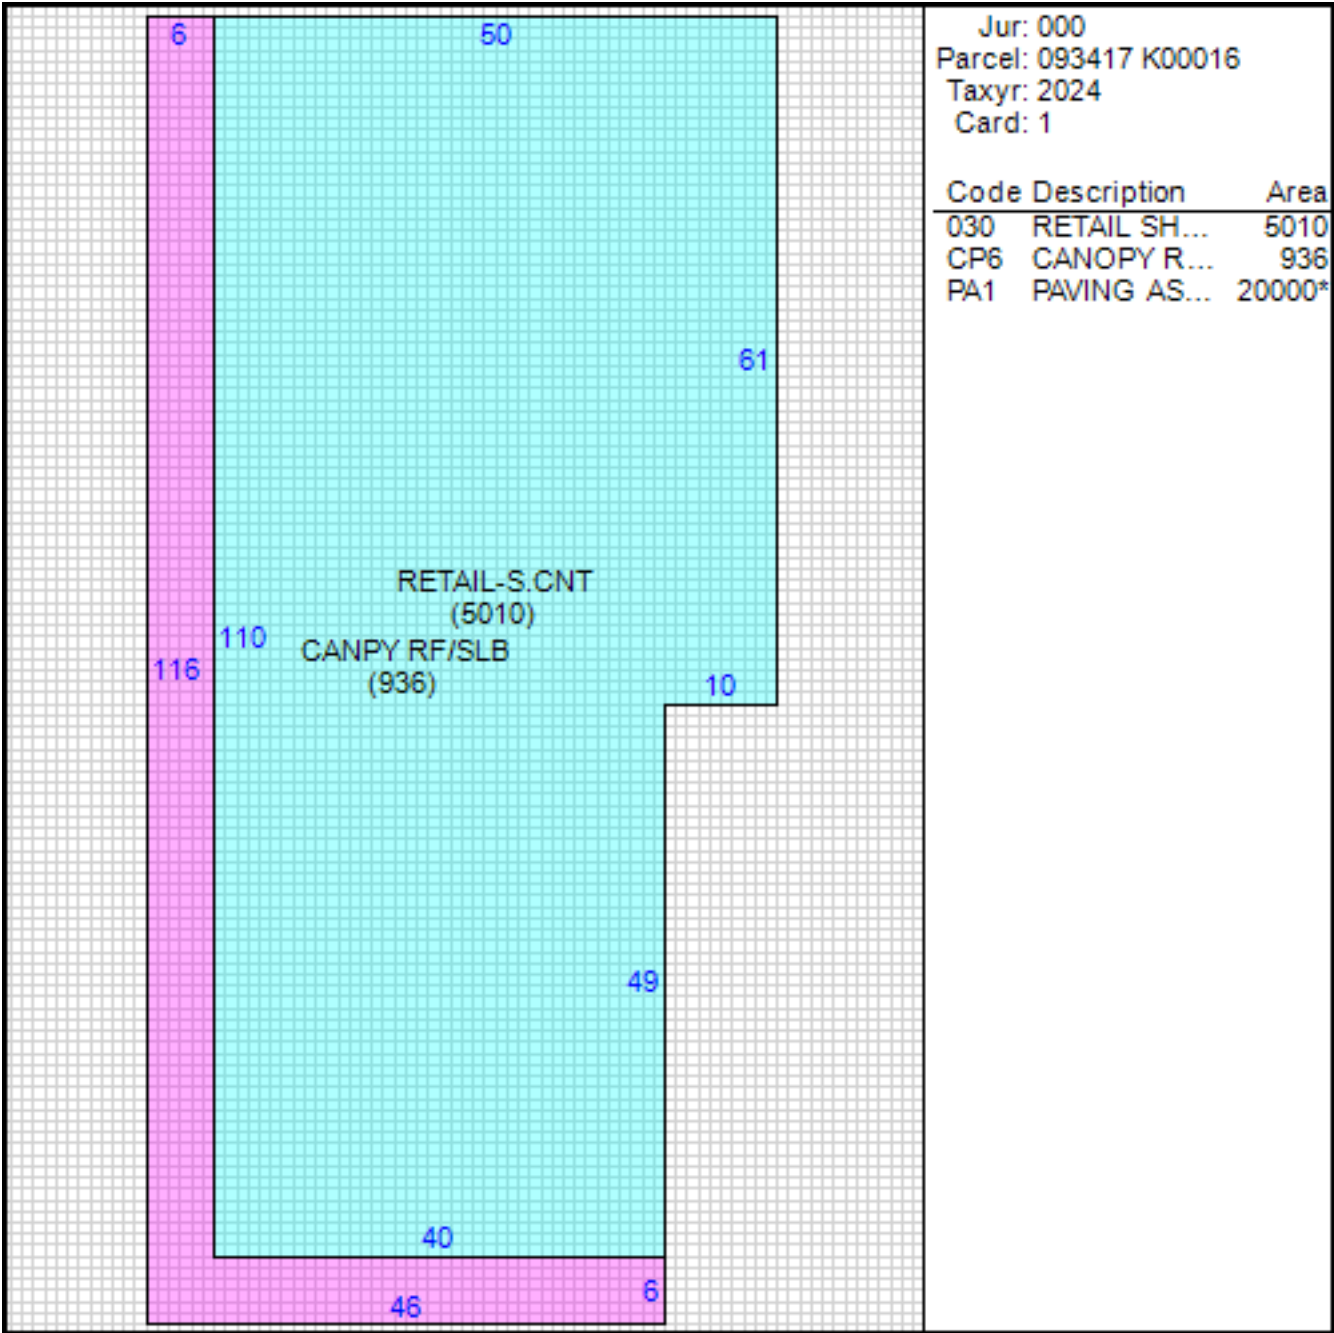 6
50
61
RETAIL-S.CNT
(5010)
110
CANPY RF/SLB
116
(936)
10
49
40
6
46
Jur: 000
Parcel: 093417 K00016
Taxyr: 2024
Card: 1
Code Description Area
030 RETAIL SH... 5010
CP6 CANOPY R... 936
PA1 PAVING AS... 20000*